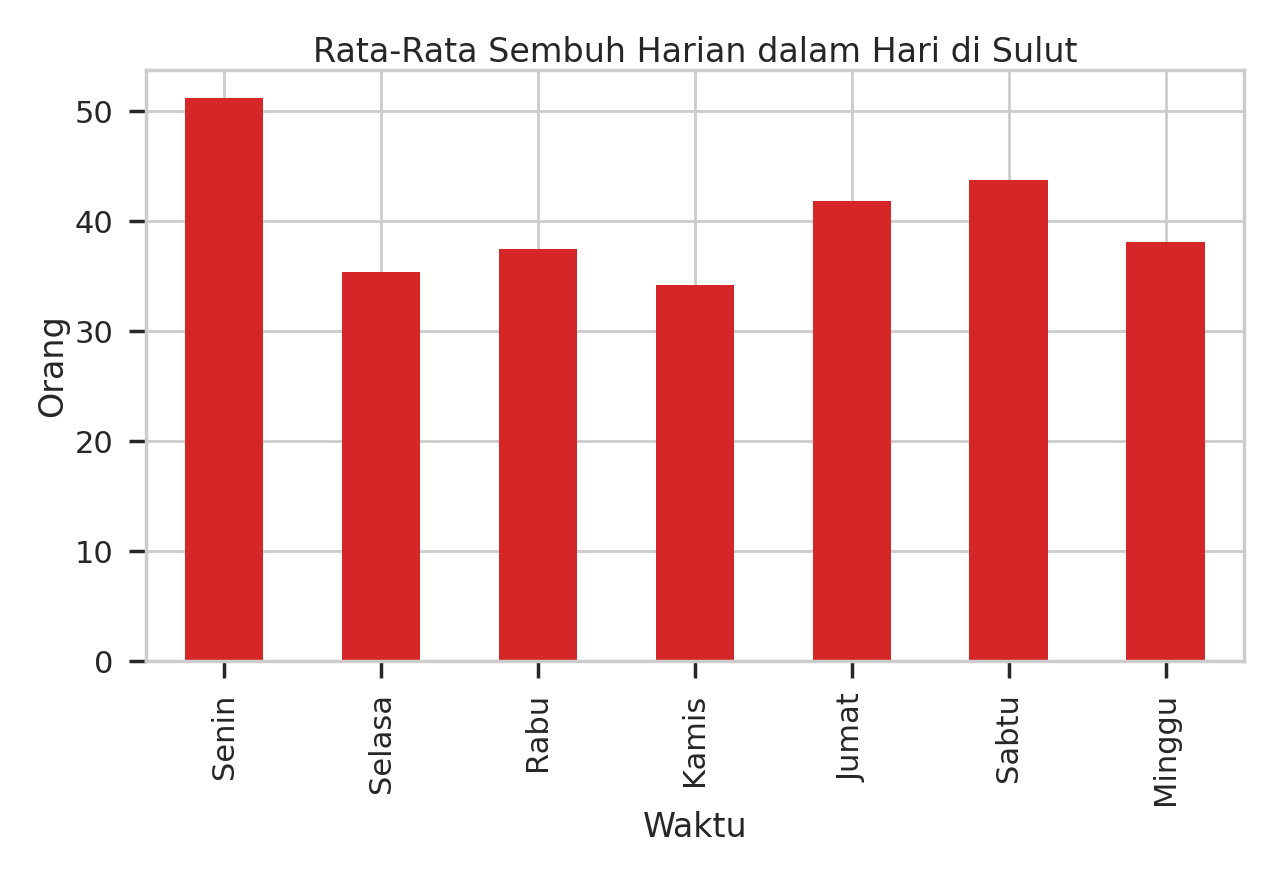 Rata-Rata Sembuh Harian dalam Hari di Sulut
50
40
30
20
10
0
Orang
Senin
Selasa
Rabu
Kamis
Jumat
Sabtu
Minggu
Waktu